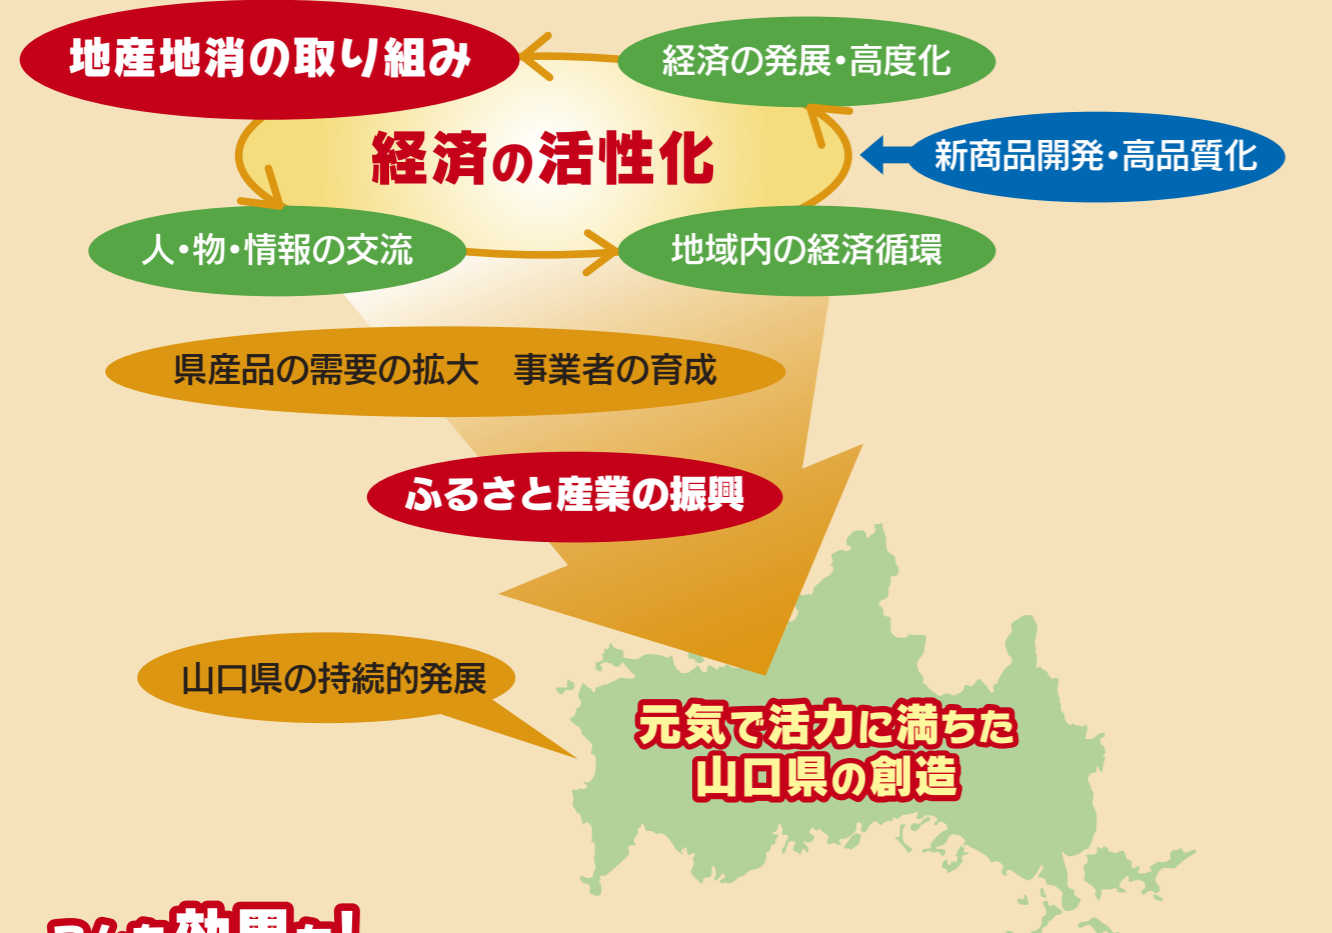 地産地消の取り組み
経済の発展・高度化
経済の活性化
新商品開発・高品質化
人・物・情報の交流
地域内の経済循環
県産品の需要の拡大　事業者の育成
ふるさと産業の振興
山口県の持続的発展
元気で活力に満ちた
山口県の創造